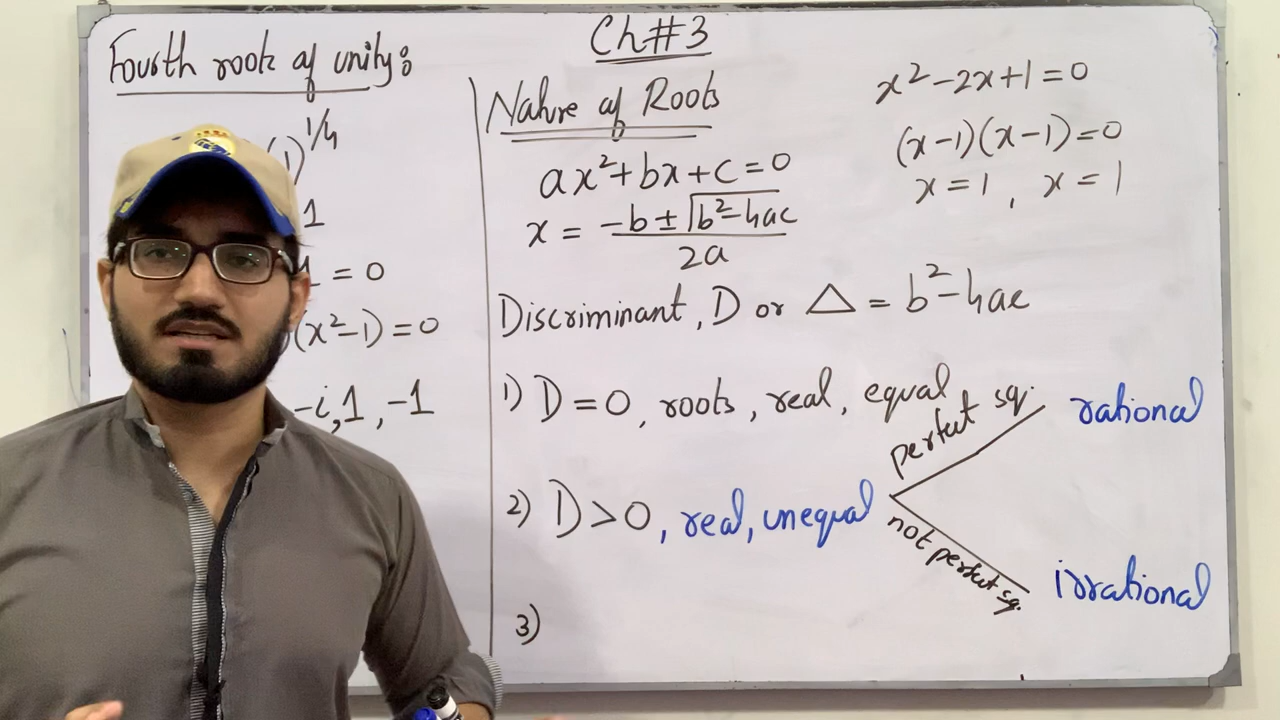 Ch#3
Fourth roots of unity:
(1)^1/4
1
1 = 0
(x²-1) = 0
-i, 1, -1
Nature of Roots
ax²+bx+c=0
x = -b±√b²-4ac / 2a
Discriminant, D or △ = b²-4ac
1) D=0, roots, real, equal
2) D>0, real, unequal
perfect sq. rational
not perfect sq. irrational
3)
x²-2x+1=0
(x-1)(x-1)=0
x=1, x=1